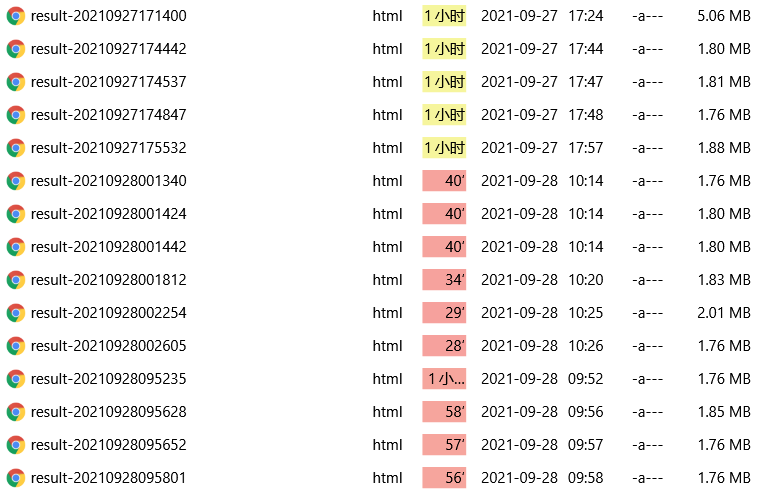 result-20210927171400 html 1 小时 2021-09-27 17:24 -a--- 5.06 MB
result-20210927174442 html 1 小时 2021-09-27 17:44 -a--- 1.80 MB
result-20210927174537 html 1 小时 2021-09-27 17:47 -a--- 1.81 MB
result-20210927174847 html 1 小时 2021-09-27 17:48 -a--- 1.76 MB
result-20210927175532 html 1 小时 2021-09-27 17:57 -a--- 1.88 MB
result-20210928001340 html 40' 2021-09-28 10:14 -a--- 1.76 MB
result-20210928001424 html 40' 2021-09-28 10:14 -a--- 1.80 MB
result-20210928001442 html 40' 2021-09-28 10:14 -a--- 1.80 MB
result-20210928001812 html 34' 2021-09-28 10:20 -a--- 1.83 MB
result-20210928002254 html 29' 2021-09-28 10:25 -a--- 2.01 MB
result-20210928002605 html 28' 2021-09-28 10:26 -a--- 1.76 MB
result-20210928095235 html 1 小... 2021-09-28 09:52 -a--- 1.76 MB
result-20210928095628 html 58' 2021-09-28 09:56 -a--- 1.85 MB
result-20210928095652 html 57' 2021-09-28 09:57 -a--- 1.76 MB
result-20210928095801 html 56' 2021-09-28 09:58 -a--- 1.76 MB